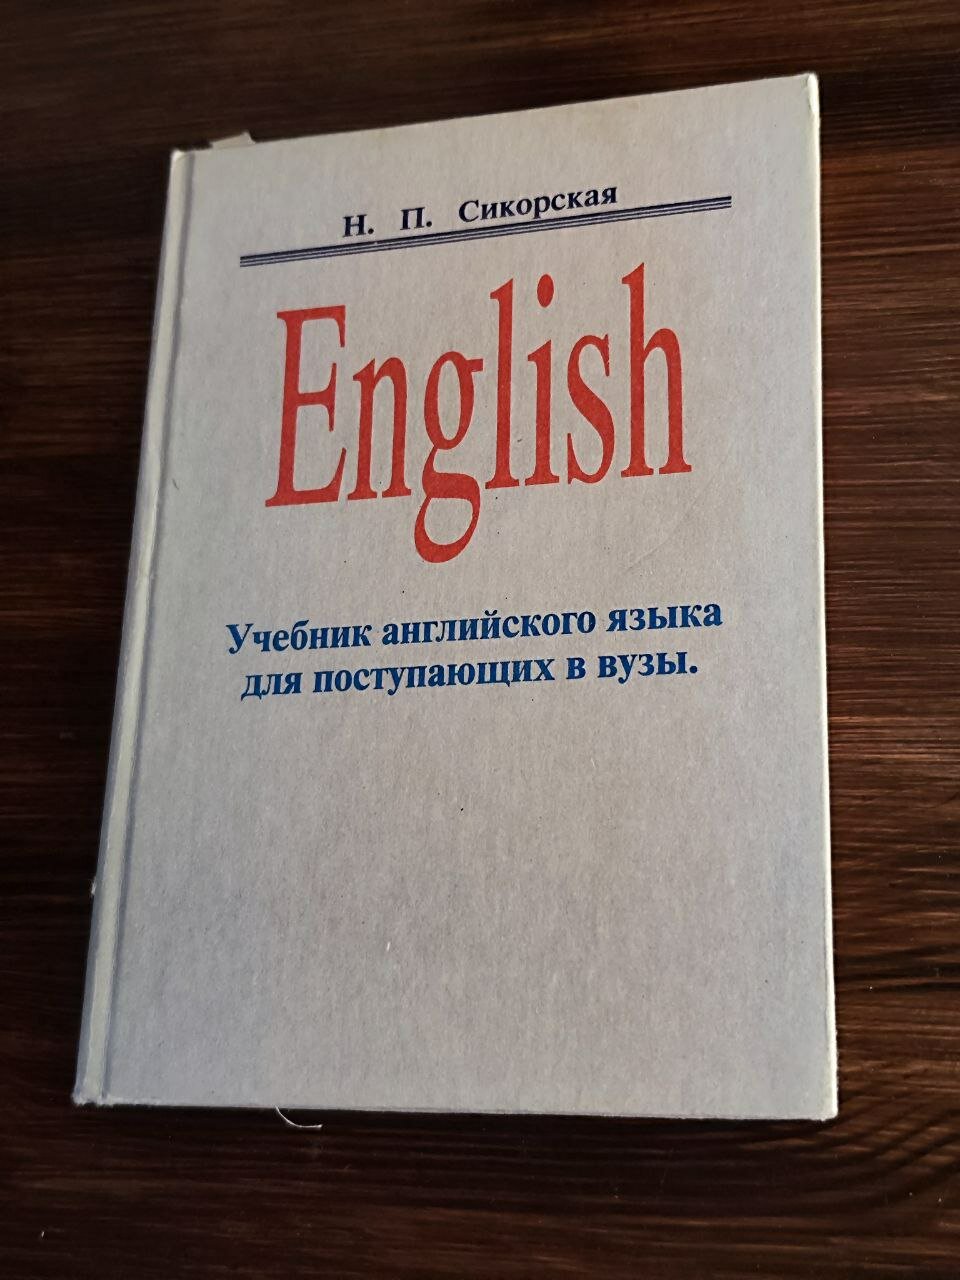 Н. П. Сикорская
English
Учебник английского языка
для поступающих в вузы.